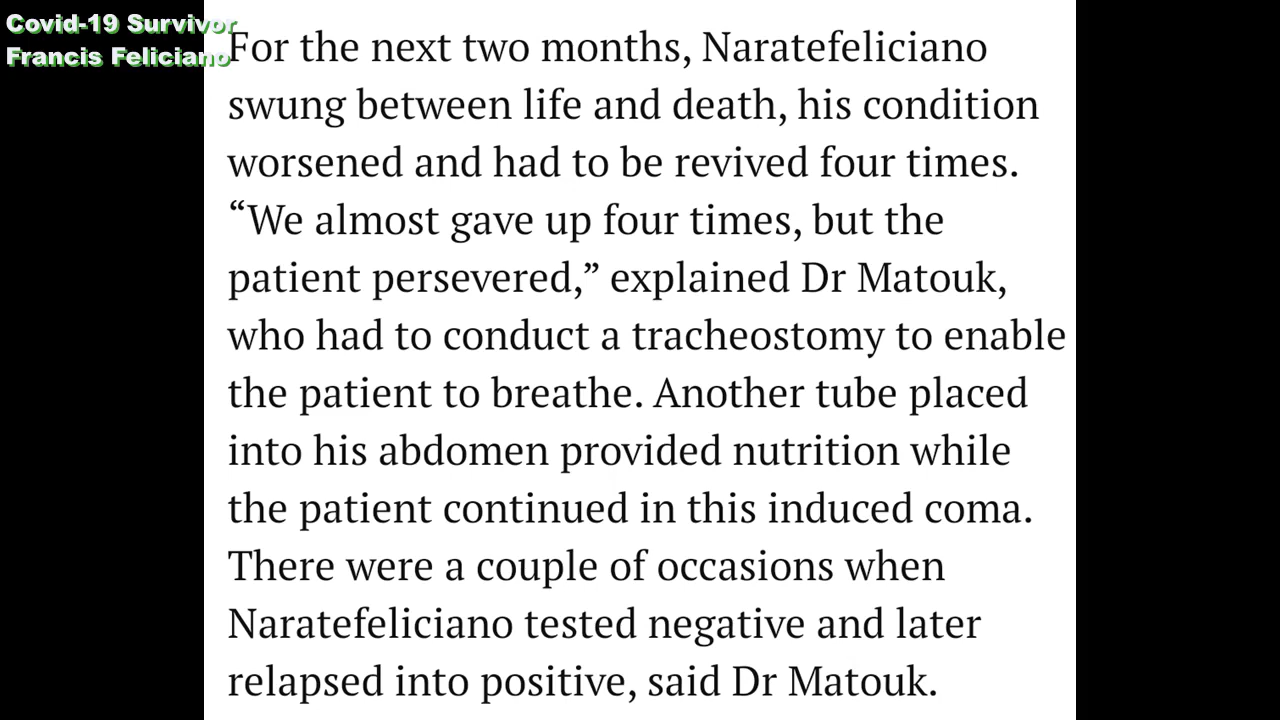 Covid-19 Survivor
Francis Feliciano
For the next two months, Naratefeliciano
swung between life and death, his condition
worsened and had to be revived four times.
“We almost gave up four times, but the
patient persevered,” explained Dr Matouk,
who had to conduct a tracheostomy to enable
the patient to breathe. Another tube placed
into his abdomen provided nutrition while
the patient continued in this induced coma.
There were a couple of occasions when
Naratefeliciano tested negative and later
relapsed into positive, said Dr Matouk.